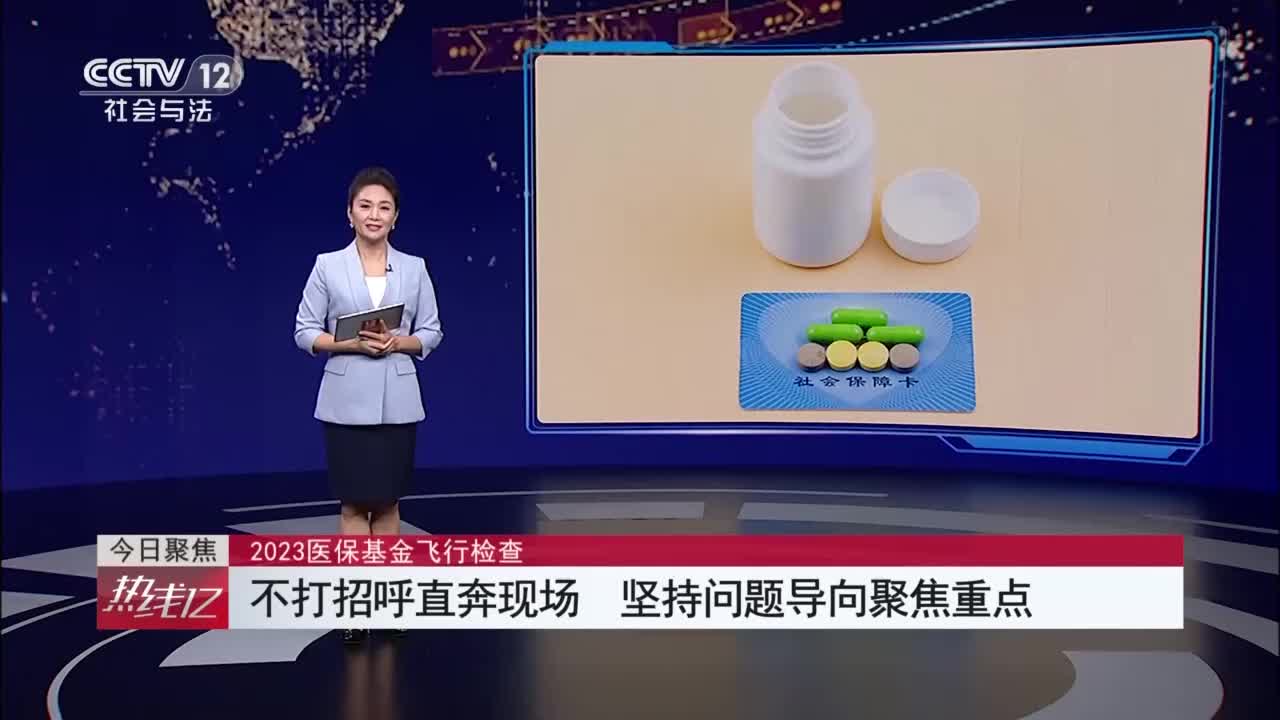 CCTV 12
社会与法
社会保障卡
今日聚焦
2023医保基金飞行检查
热线12
不打招呼直奔现场 坚持问题导向聚焦重点